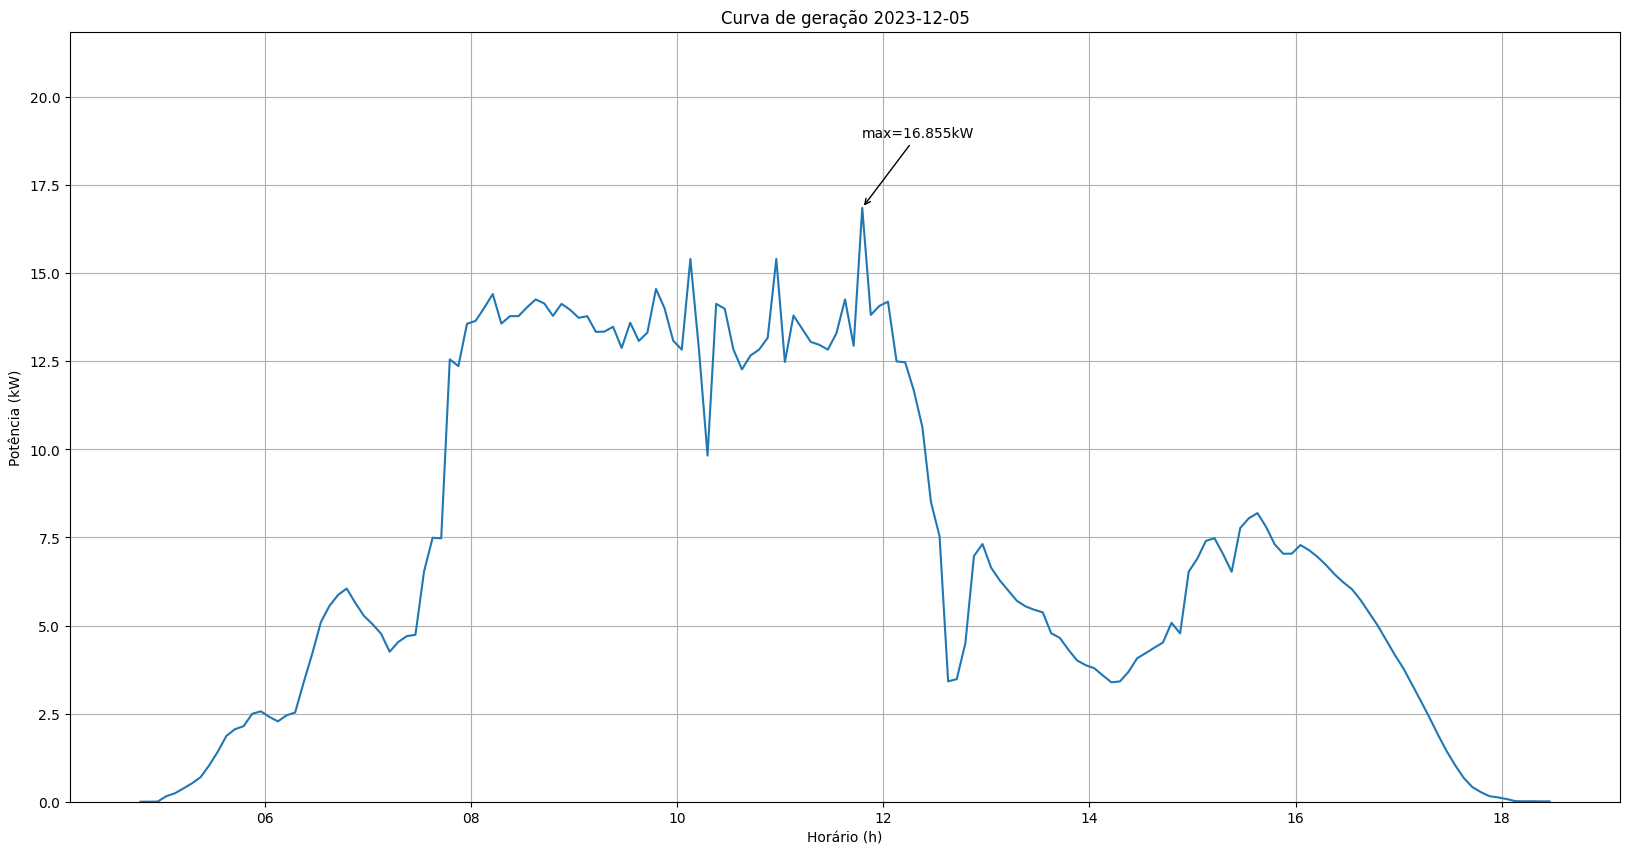 Curva de geração 2023-12-05
20.0
max=16.855kW
17.5
15.0
12.5
Potência (kW)
10.0
7.5
5.0
2.5
0.0
06 08 10 12 14 16 18
Horário (h)